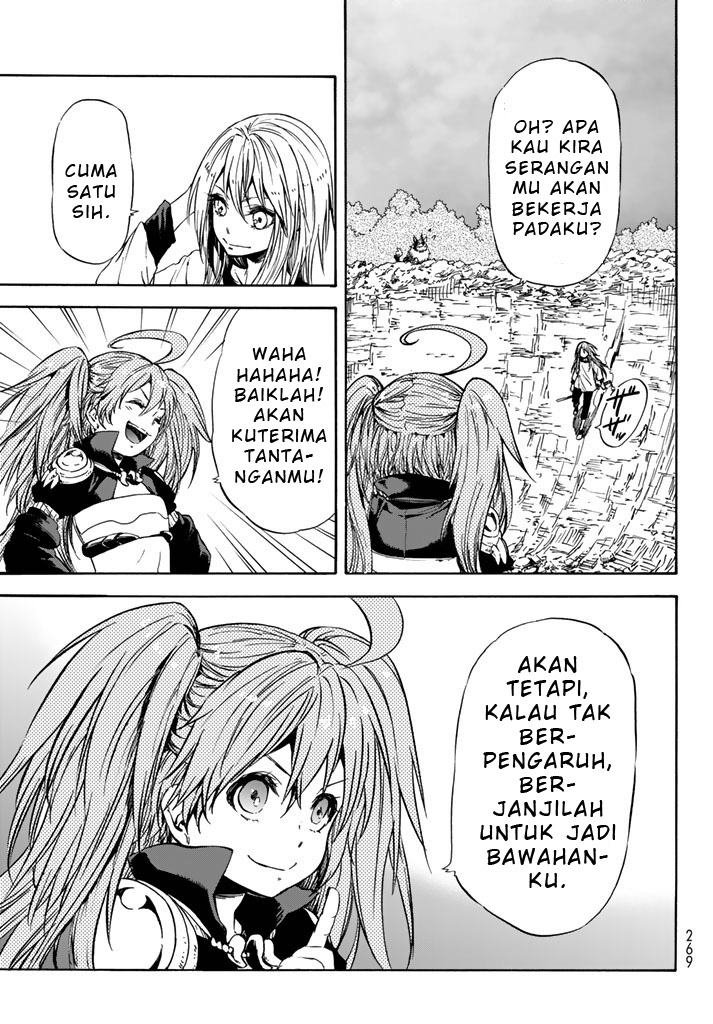 OH? APA
KAU KIRA
SERANGAN
MU AKAN
BEKERJA
PADAKU?
CUMA
SATU
SIH.
WAHA
HAHAHA!
BAIKLAH!
AKAN
KUTERIMA
TANTA-
NGANMU!
AKAN
TETAPI,
KALAU TAK
BER-
PENGARUH,
BER-
JANJILAH
UNTUK JADI
BAWAHAN-
KU.
269